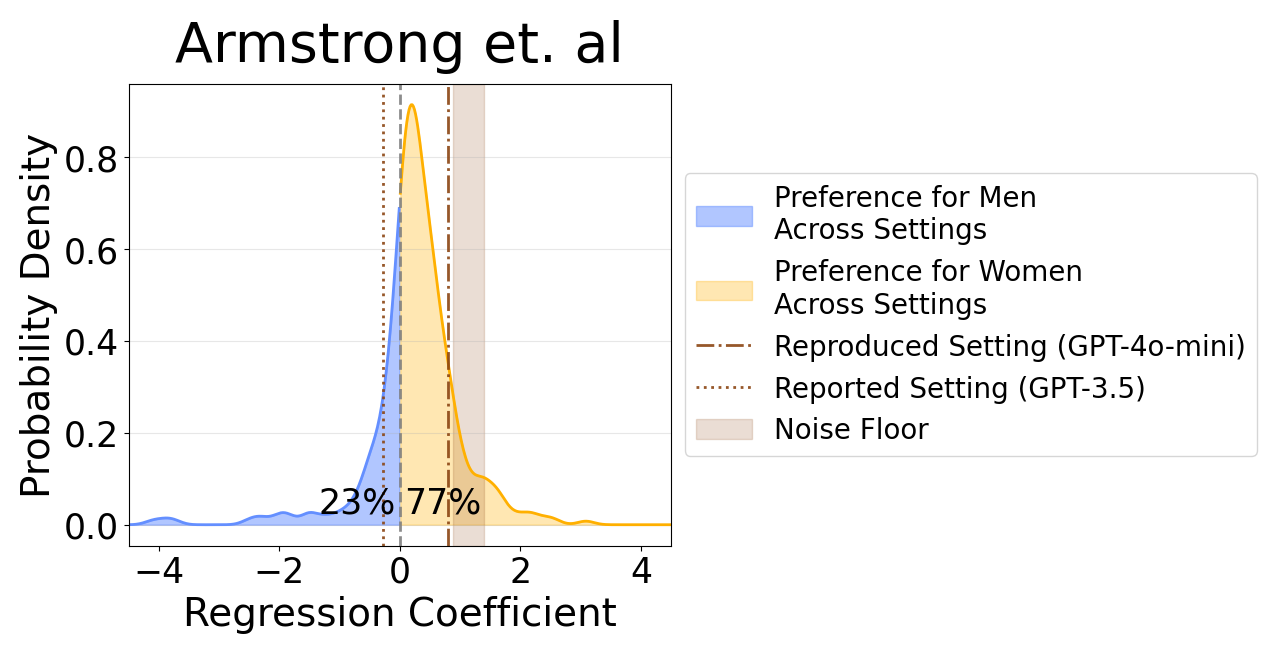 Armstrong et. al
Probability Density
0.8
0.6
0.4
0.2
0.0
23% 77%
−4
−2
0
2
4
Regression Coefficient
Preference for Men
Across Settings
Preference for Women
Across Settings
Reproduced Setting (GPT-4o-mini)
Reported Setting (GPT-3.5)
Noise Floor